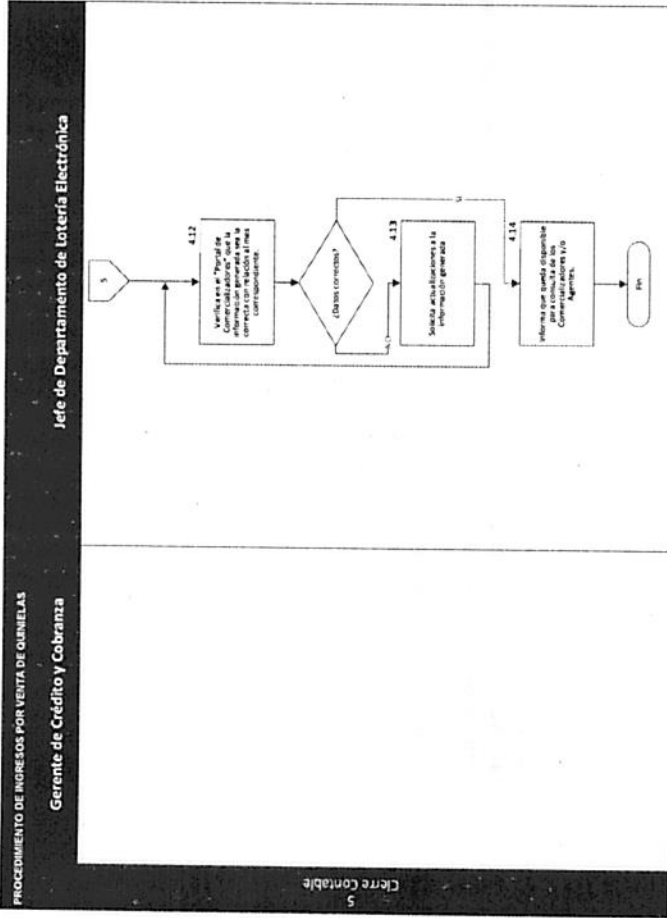 PROCEDIMIENTO DE INGRESOS POR VENTA DE QUINIELAS
Gerente de Crédito y Cobranza
Jefe de Departamento de Lotería Electrónica
5
Cierre Contable
5
4.12
Verifica en el "Portal de
Comercializadores" que la
información generada sea la
correcta con relación al mes
correspondiente.
¿Datos correctos?
No
Si
4.13
Solicita actualizaciones a la
información generada
4.14
Informa que queda disponible
para consulta de los
Comercializadores y/o
Agentes.
Fin